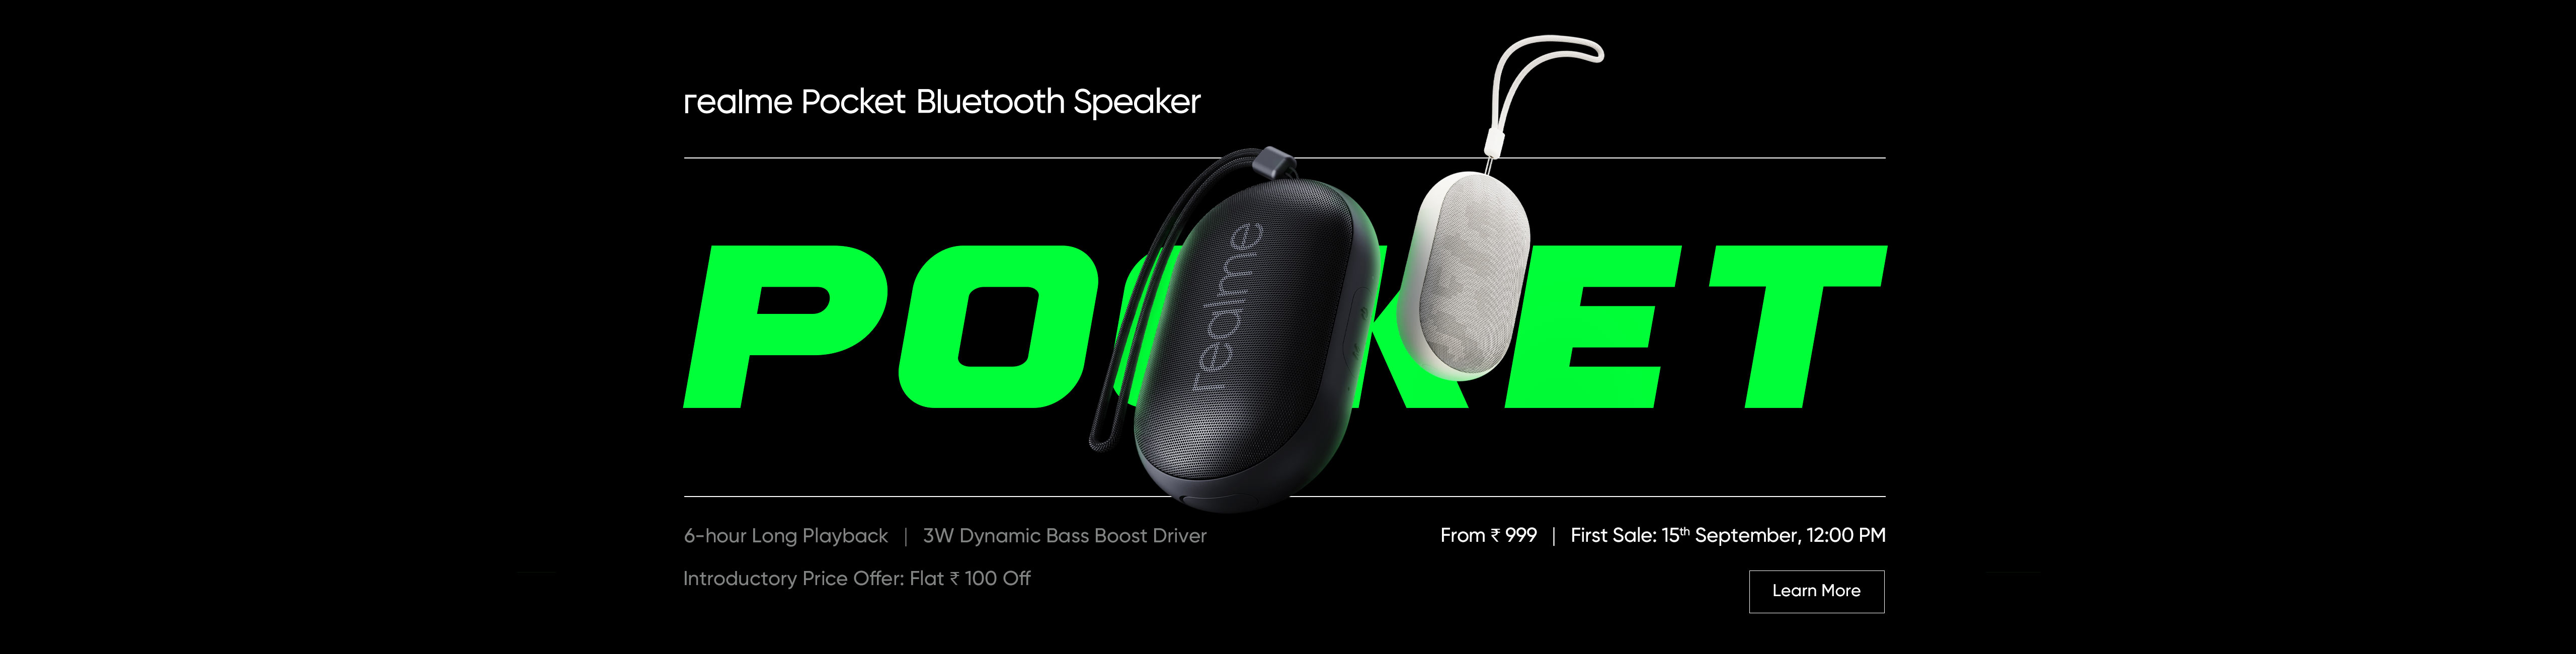 realme Pocket Bluetooth Speaker
POCKET
realme
6-hour Long Playback | 3W Dynamic Bass Boost Driver
From ₹ 999 | First Sale: 15th September, 12:00 PM
Introductory Price Offer: Flat ₹ 100 Off
Learn More